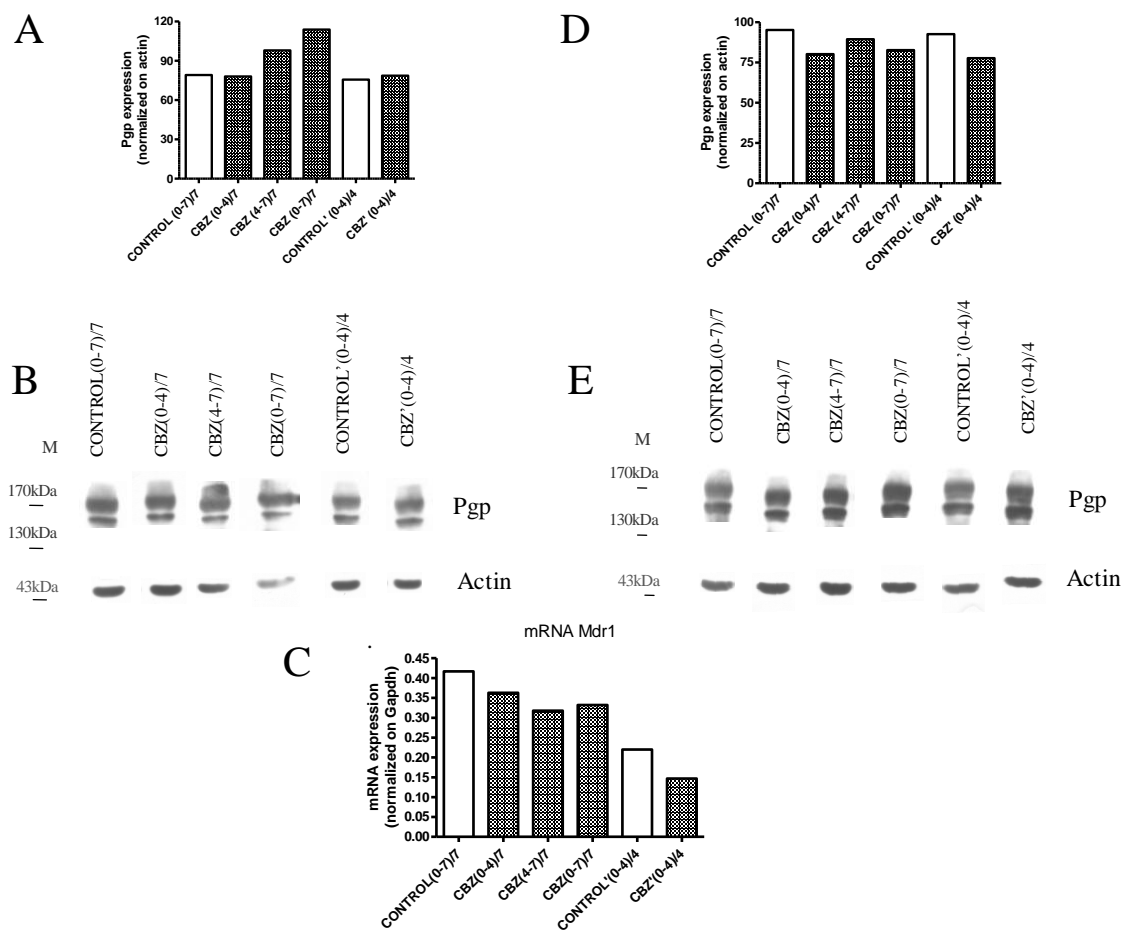 A
Pgp expression
(normalized on actin)
120
90
60
30
0
CONTROL (0-7)/7
CBZ (0-4)/7
CBZ (4-7)/7
CBZ (0-7)/7
CONTROL' (0-4)/4
CBZ' (0-4)/4
D
Pgp expression
(normalized on actin)
100
75
50
25
0
CONTROL (0-7)/7
CBZ (0-4)/7
CBZ (4-7)/7
CBZ (0-7)/7
CONTROL' (0-4)/4
CBZ' (0-4)/4
B
M
CONTROL(0-7)/7
CBZ(0-4)/7
CBZ(4-7)/7
CBZ(0-7)/7
CONTROL'(0-4)/4
CBZ'(0-4)/4
170kDa
130kDa
43kDa
Pgp
Actin
E
M
CONTROL(0-7)/7
CBZ(0-4)/7
CBZ(4-7)/7
CBZ(0-7)/7
CONTROL'(0-4)/4
CBZ'(0-4)/4
170kDa
130kDa
43kDa
Pgp
Actin
C
mRNA Mdr1
mRNA expression
(normalized on Gapdh)
0.45
0.40
0.35
0.30
0.25
0.20
0.15
0.10
0.05
0.00
CONTROL(0-7)/7
CBZ(0-4)/7
CBZ(4-7)/7
CBZ(0-7)/7
CONTROL'(0-4)/4
CBZ'(0-4)/4